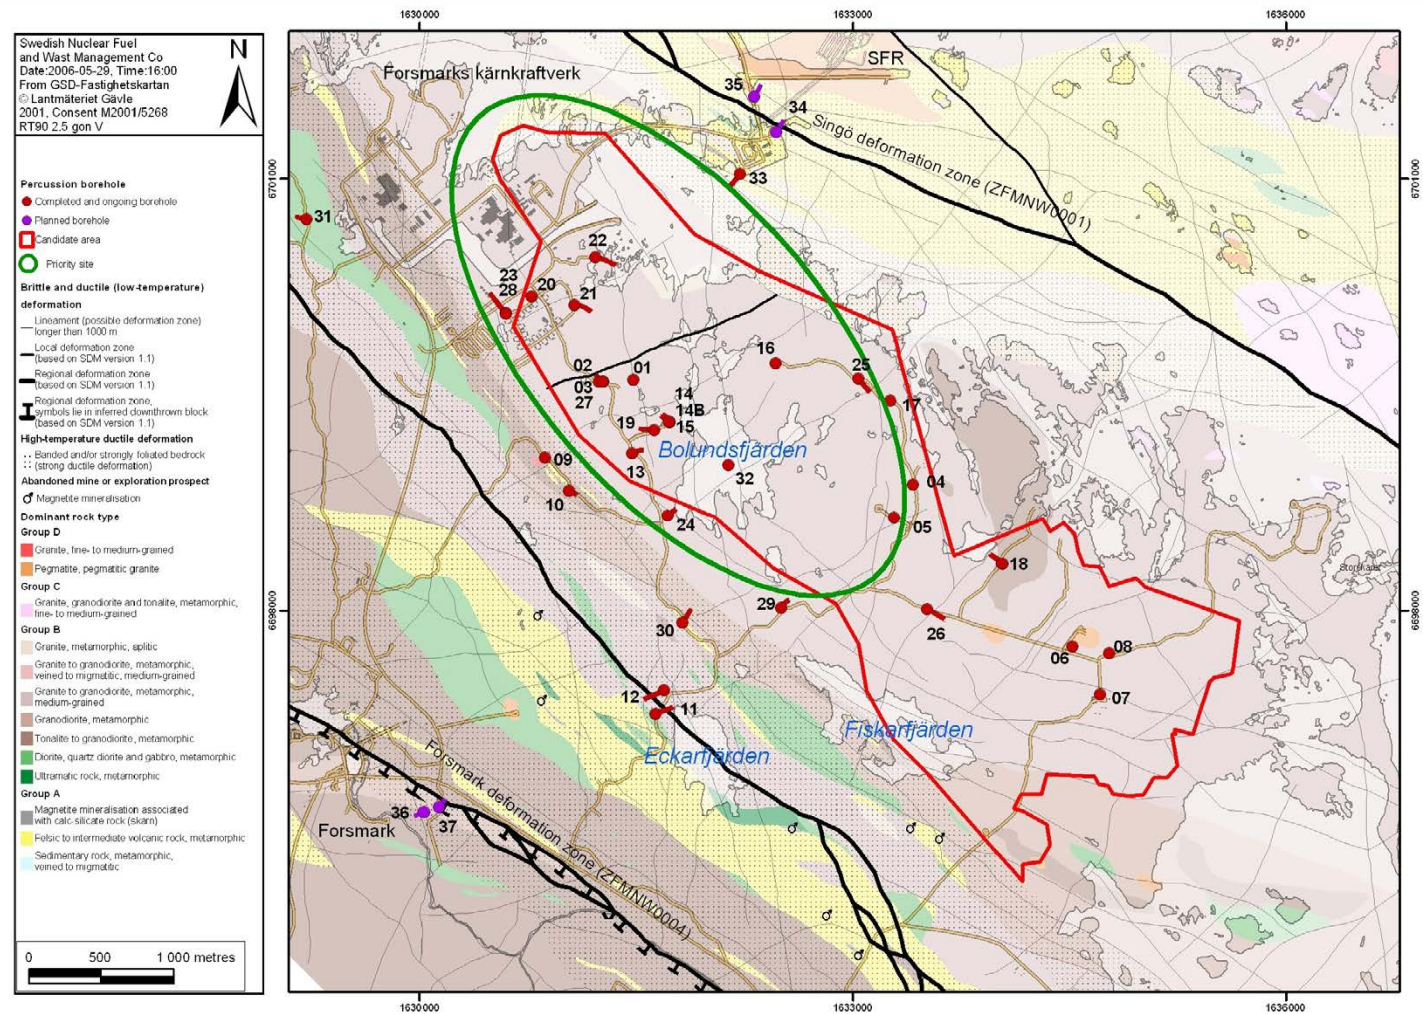 Swedish Nuclear Fuel
and Wast Management Co
Date:2006-05-29, Time:16:00
From GSD-Fastighetskartan
© Lantmäteriet Gävle
2001, Consent M2001/5268
RT90 2.5 gon V
N
Percussion borehole
Completed and ongoing borehole
Planned borehole
Candidate area
Priority site
Brittle and ductile (low-temperature)
deformation
Lineament (possible deformation zone)
longer than 1000 m
Local deformation zone
(based on SDM version 1.1)
Regional deformation zone
(based on SDM version 1.1)
Regional deformation zone,
symbols lie in inferred downthrown block
(based on SDM version 1.1)
High-temperature ductile deformation
Banded and/or strongly foliated bedrock
(strong ductile deformation)
Abandoned mine or exploration prospect
Magnetite mineralisation
Dominant rock type
Group D
Granite, fine- to medium-grained
Pegmatite, pegmatitic granite
Group C
Granite, granodiorite and tonalite, metamorphic,
fine- to medium-grained
Group B
Granite, metamorphic, aplitic
Granite to granodiorite, metamorphic,
veined to migmatitic, medium-grained
Granite to granodiorite, metamorphic,
medium-grained
Granodiorite, metamorphic
Tonalite to granodiorite, metamorphic
Diorite, quartz diorite and gabbro, metamorphic
Ultramafic rock, metamorphic
Group A
Magnetite mineralisation associated
with calc-silicate rock (skarn)
Felsic to intermediate volcanic rock, metamorphic
Sedimentary rock, metamorphic,
veined to migmatitic
0 500 1 000 metres
1630000 1633000 1636000
Forsmarks kärnkraftverk
SFR
35
34
Singö deformation zone (ZFMNW0001)
6701000
6701000
33
31
22
23
28
20
21
16
25
02
03
27
01
14
14B
15
17
19
Bolundsfjärden
13
32
09
10
04
05
24
18
Storskäret
6698000
29
26
30
06
08
07
12
11
Fiskarfjärden
Eckarfjärden
Forsmark deformation zone (ZFMNW0004)
36
37
Forsmark
1630000 1633000 1636000
6698000